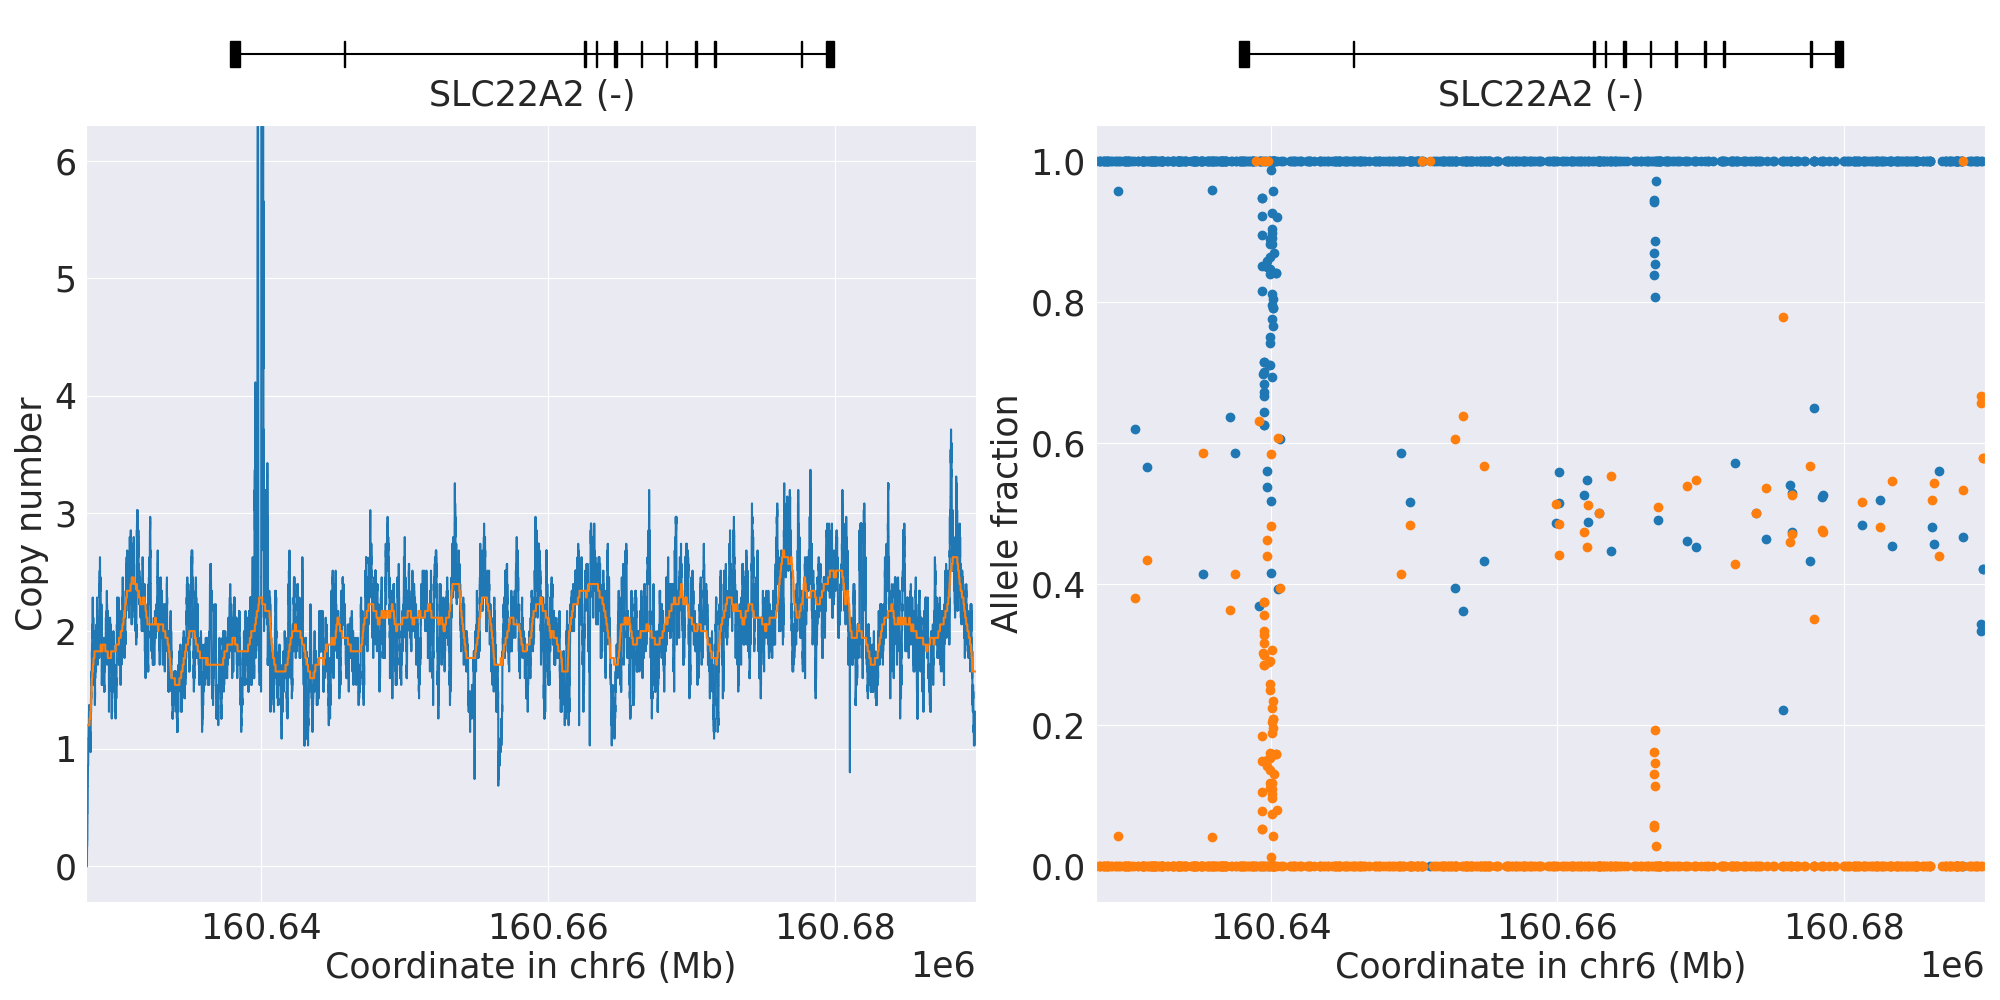 SLC22A2 (-)
SLC22A2 (-)
Copy number
6
5
4
3
2
1
0
160.64
160.66
160.68
Coordinate in chr6 (Mb)
1e6
Allele fraction
1.0
0.8
0.6
0.4
0.2
0.0
160.64
160.66
160.68
Coordinate in chr6 (Mb)
1e6